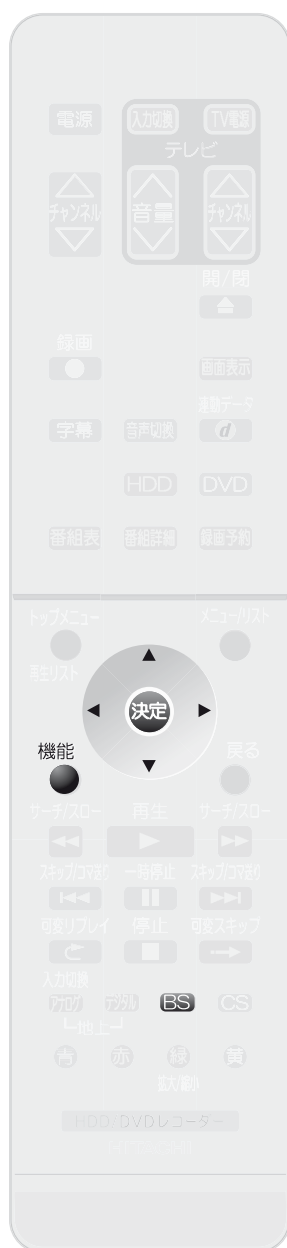 電源 入力切換 TV電源
テレビ
チャンネル 音量 チャンネル
開/閉
録画
画面表示
連動データ
字幕 音声切換 d
HDD DVD
番組表 番組詳細 録画予約
トップメニュー メニュー/リスト
再生リスト
決定
機能 戻る
サーチ/スロー 再生 サーチ/スロー
スキップ/コマ送り 一時停止 スキップ/コマ送り
可変リプレイ 停止 可変スキップ
入力切換
アナログ デジタル BS CS
地上
青 赤 緑 黄
拡大/縮小
HDD/DVDレコーダー